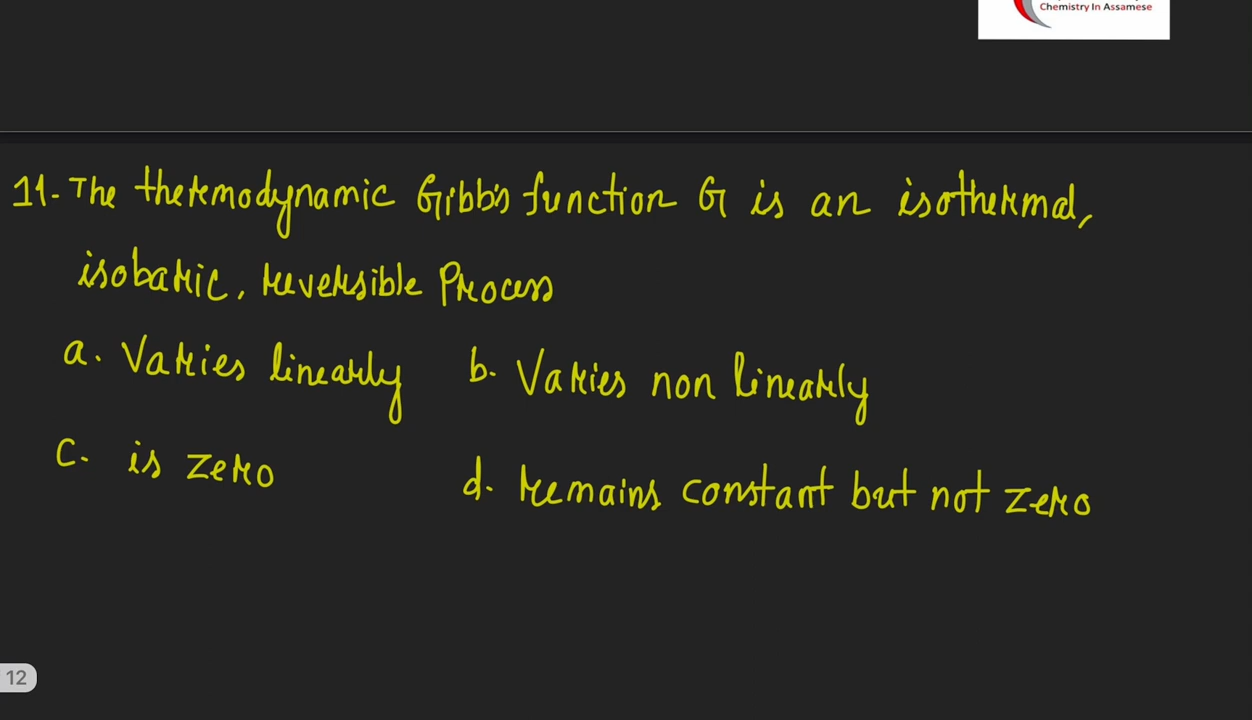 Chemistry In Assamese
11. The thermodynamic Gibb's function G is an isothermal,
isobaric, reversible Process
a. Varies linearly b. Varies non linearly
c. is zero d. remains constant but not zero
12